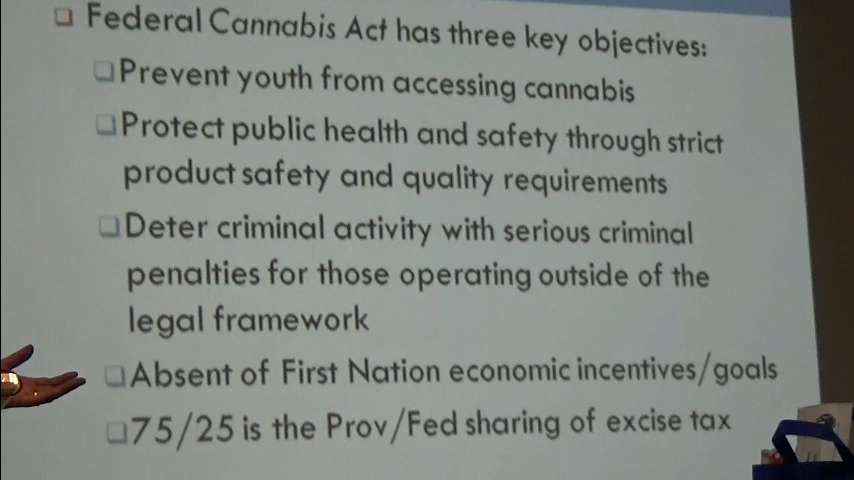 Federal Cannabis Act has three key objectives:
Prevent youth from accessing cannabis
Protect public health and safety through strict
product safety and quality requirements
Deter criminal activity with serious criminal
penalties for those operating outside of the
legal framework
Absent of First Nation economic incentives/goals
75/25 is the Prov/Fed sharing of excise tax